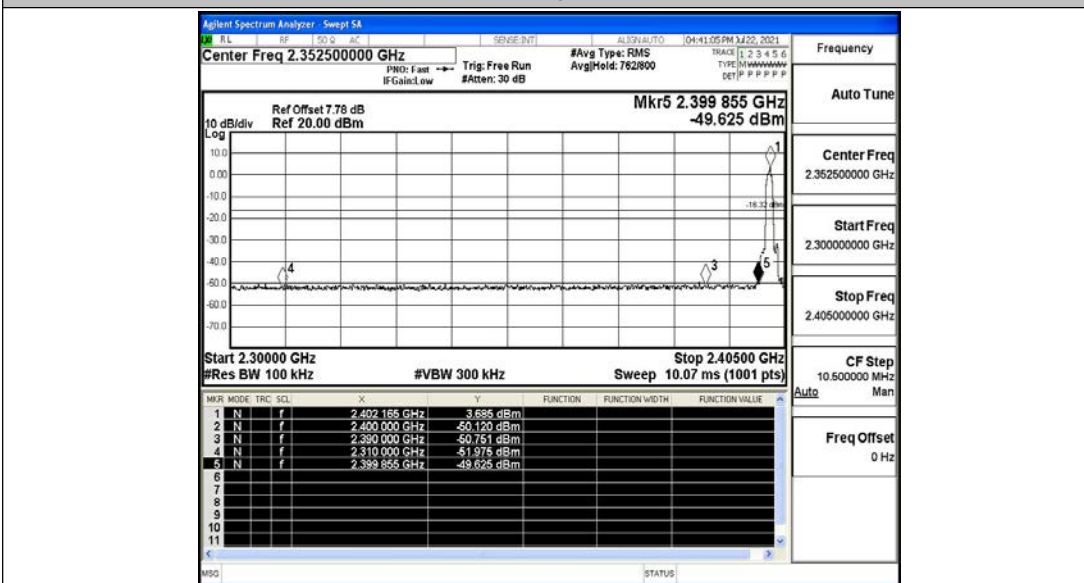 Agilent Spectrum Analyzer - Swept SA
RL RF 50 Ω AC SENSE:INT ALIGN AUTO 04:41:05 PM Jul 22, 2021
Center Freq 2.352500000 GHz
PNO: Fast
IFGain:Low
Trig: Free Run
#Atten: 30 dB
#Avg Type: RMS
Avg|Hold: 762/800
TRACE 1 2 3 4 5 6
TYPE M
DET P P P P P P
Frequency
Auto Tune
Mkr5 2.399 855 GHz
-49.625 dBm
Ref Offset 7.78 dB
Ref 20.00 dBm
10 dB/div
Log
10.0
0.00
-10.0
-20.0
-30.0
-40.0
-50.0
-60.0
-70.0
1
-16.32 dBm
3
4
5
Center Freq
2.352500000 GHz
Start Freq
2.300000000 GHz
Stop Freq
2.405000000 GHz
Start 2.30000 GHz
Stop 2.40500 GHz
#Res BW 100 kHz
#VBW 300 kHz
Sweep 10.07 ms (1001 pts)
CF Step
10.500000 MHz
Auto Man
MKR MODE TRC SCL X Y FUNCTION FUNCTION WIDTH FUNCTION VALUE
1 N f 2.402 165 GHz 3.685 dBm
2 N f 2.400 000 GHz -50.120 dBm
3 N f 2.390 000 GHz -50.751 dBm
4 N f 2.310 000 GHz -51.975 dBm
5 N f 2.399 855 GHz -49.625 dBm
6
7
8
9
10
11
Freq Offset
0 Hz
MSG
STATUS